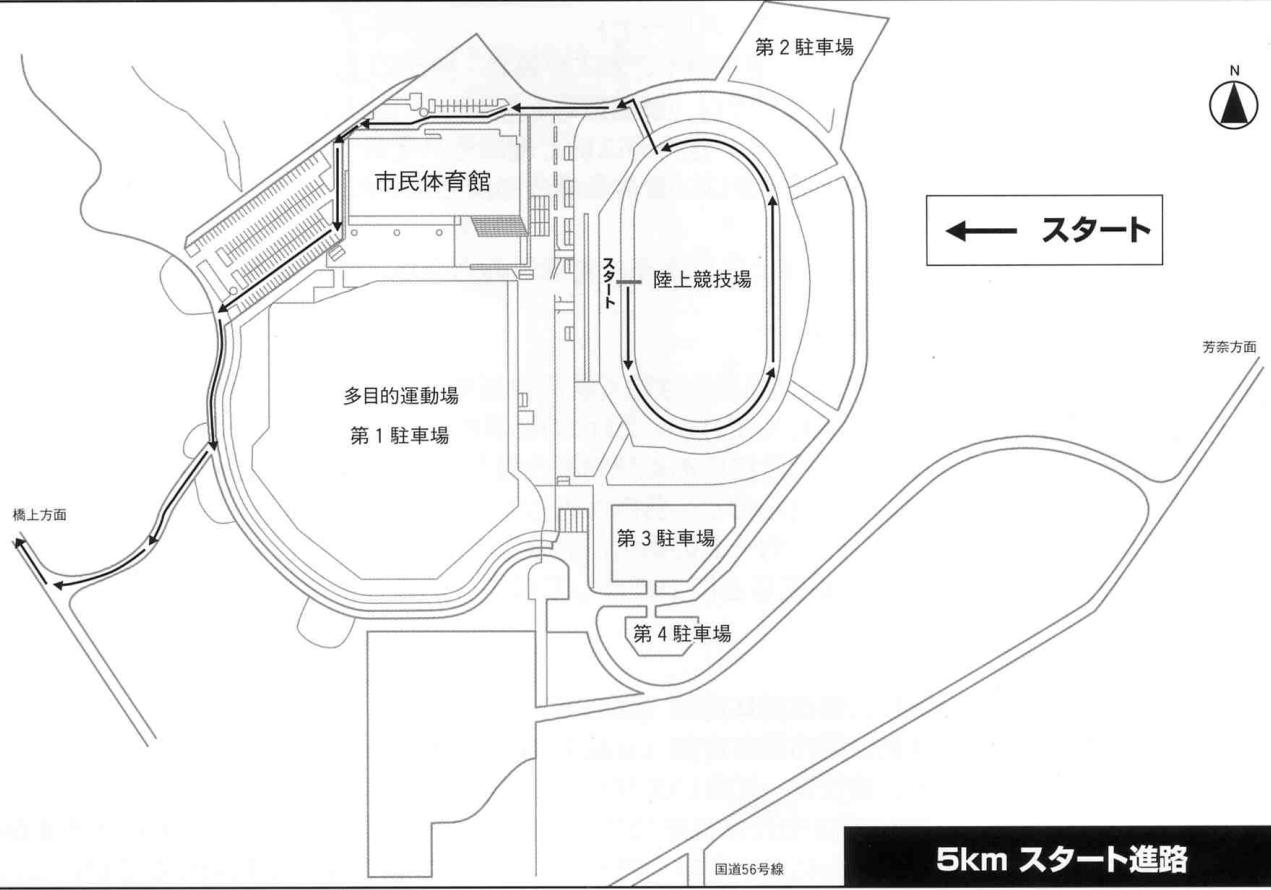 第2駐車場
N
市民体育館
スタート
スタート
陸上競技場
芳奈方面
多目的運動場
第1駐車場
橋上方面
第3駐車場
第4駐車場
国道56号線
5km スタート進路